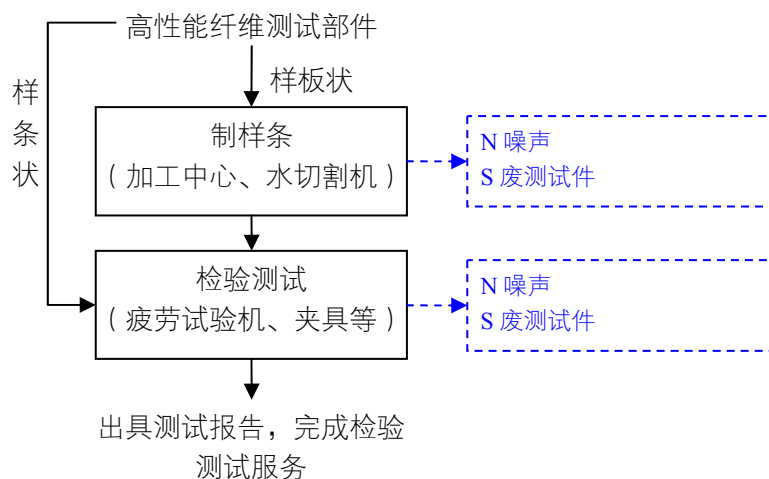 高性能纤维测试部件
样板状
样
条
状
制样条
（加工中心、水切割机）
N 噪声
S 废测试件
检验测试
（疲劳试验机、夹具等）
N 噪声
S 废测试件
出具测试报告，完成检验
测试服务